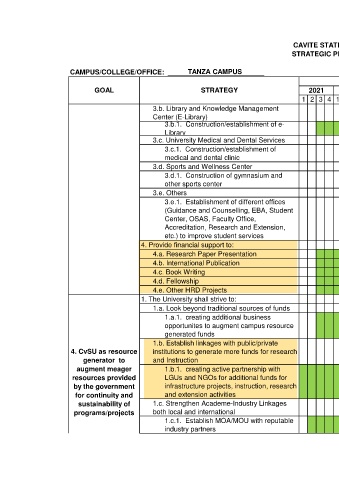 CAVITE STAT
STRATEGIC P
CAMPUS/COLLEGE/OFFICE: TANZA CAMPUS
GOAL STRATEGY 2021
1 2 3 4 1
3.b. Library and Knowledge Management
Center (E-Library)
3.b.1. Construction/establishment of e-
Library
3.c. University Medical and Dental Services
3.c.1. Construction/establishment of
medical and dental clinic
3.d. Sports and Wellness Center
3.d.1. Construction of gymnasium and
other sports center
3.e. Others
3.e.1. Establishment of different offices
(Guidance and Counselling, EBA, Student
Center, OSAS, Faculty Office,
Accreditation, Research and Extension,
etc.) to improve student services
4. Provide financial support to:
4.a. Research Paper Presentation
4.b. International Publication
4.c. Book Writing
4.d. Fellowship
4.e. Other HRD Projects
4. CvSU as resource
generator to
augment meager
resources provided
by the government
for continuity and
sustainability of
programs/projects
1. The University shall strive to:
1.a. Look beyond traditional sources of funds
1.a.1. creating additional business
opportunites to augment campus resource
generated funds
1.b. Establish linkages with public/private
institutions to generate more funds for research
and Instruction
1.b.1. creating active partnership with
LGUs and NGOs for additional funds for
infrastructure projects, instruction, research
and extension activities
1.c. Strengthen Academe-Industry Linkages
both local and international
1.c.1. Establish MOA/MOU with reputable
industry partners